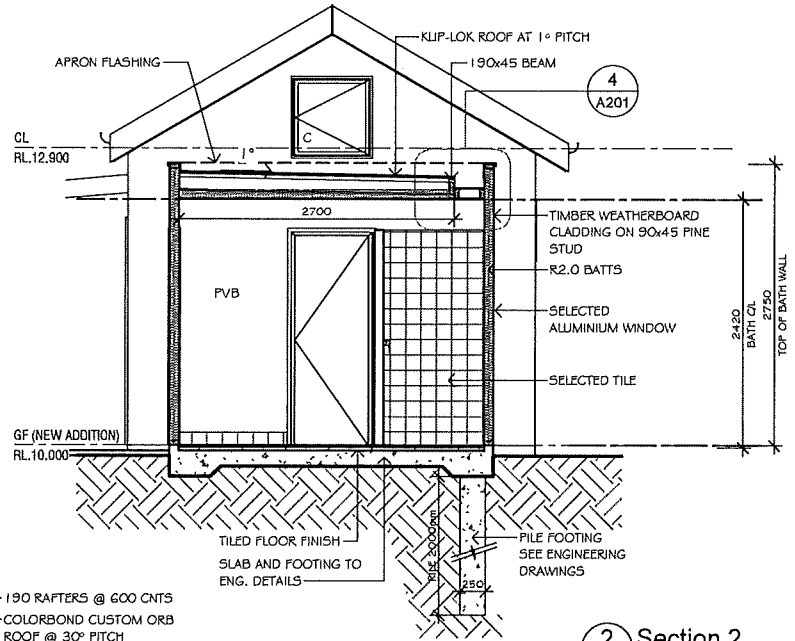 KLIP-LOK ROOF AT 1° PITCH
APRON FLASHING
190x45 BEAM
4
A201
C
CL
RL.12.900
1°
2700
TIMBER WEATHERBOARD
CLADDING ON 90x45 PINE
STUD
R2.0 BATTS
PVB
SELECTED
ALUMINIUM WINDOW
2420
BATH C/L
2750
TOP OF BATH WALL
SELECTED TILE
GF (NEW ADDITION)
RL.10.000
TILED FLOOR FINISH
SLAB AND FOOTING TO
ENG. DETAILS
PILE 2000mm
PILE FOOTING
SEE ENGINEERING
DRAWINGS
250
190 RAFTERS @ 600 CNTS
COLORBOND CUSTOM ORB
ROOF @ 30° PITCH
2 Section 2